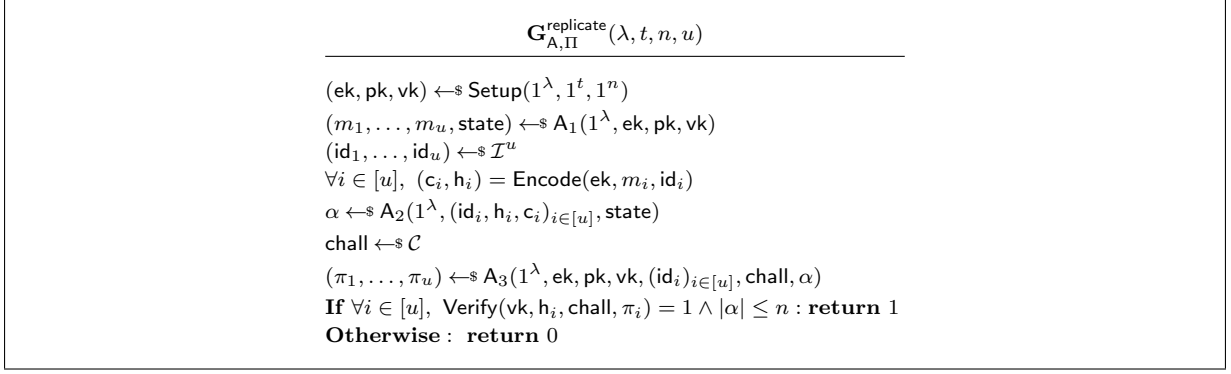 G^replicate_A,Π(λ, t, n, u)
(ek, pk, vk) ←$ Setup(1^λ, 1^t, 1^n)
(m_1, . . . , m_u, state) ←$ A_1(1^λ, ek, pk, vk)
(id_1, . . . , id_u) ←$ 𝓘^u
∀i ∈ [u], (c_i, h_i) = Encode(ek, m_i, id_i)
α ←$ A_2(1^λ, (id_i, h_i, c_i)_{i∈[u]}, state)
chall ←$ 𝓒
(π_1, . . . , π_u) ←$ A_3(1^λ, ek, pk, vk, (id_i)_{i∈[u]}, chall, α)
If ∀i ∈ [u], Verify(vk, h_i, chall, π_i) = 1 ∧ |α| ≤ n : return 1
Otherwise : return 0